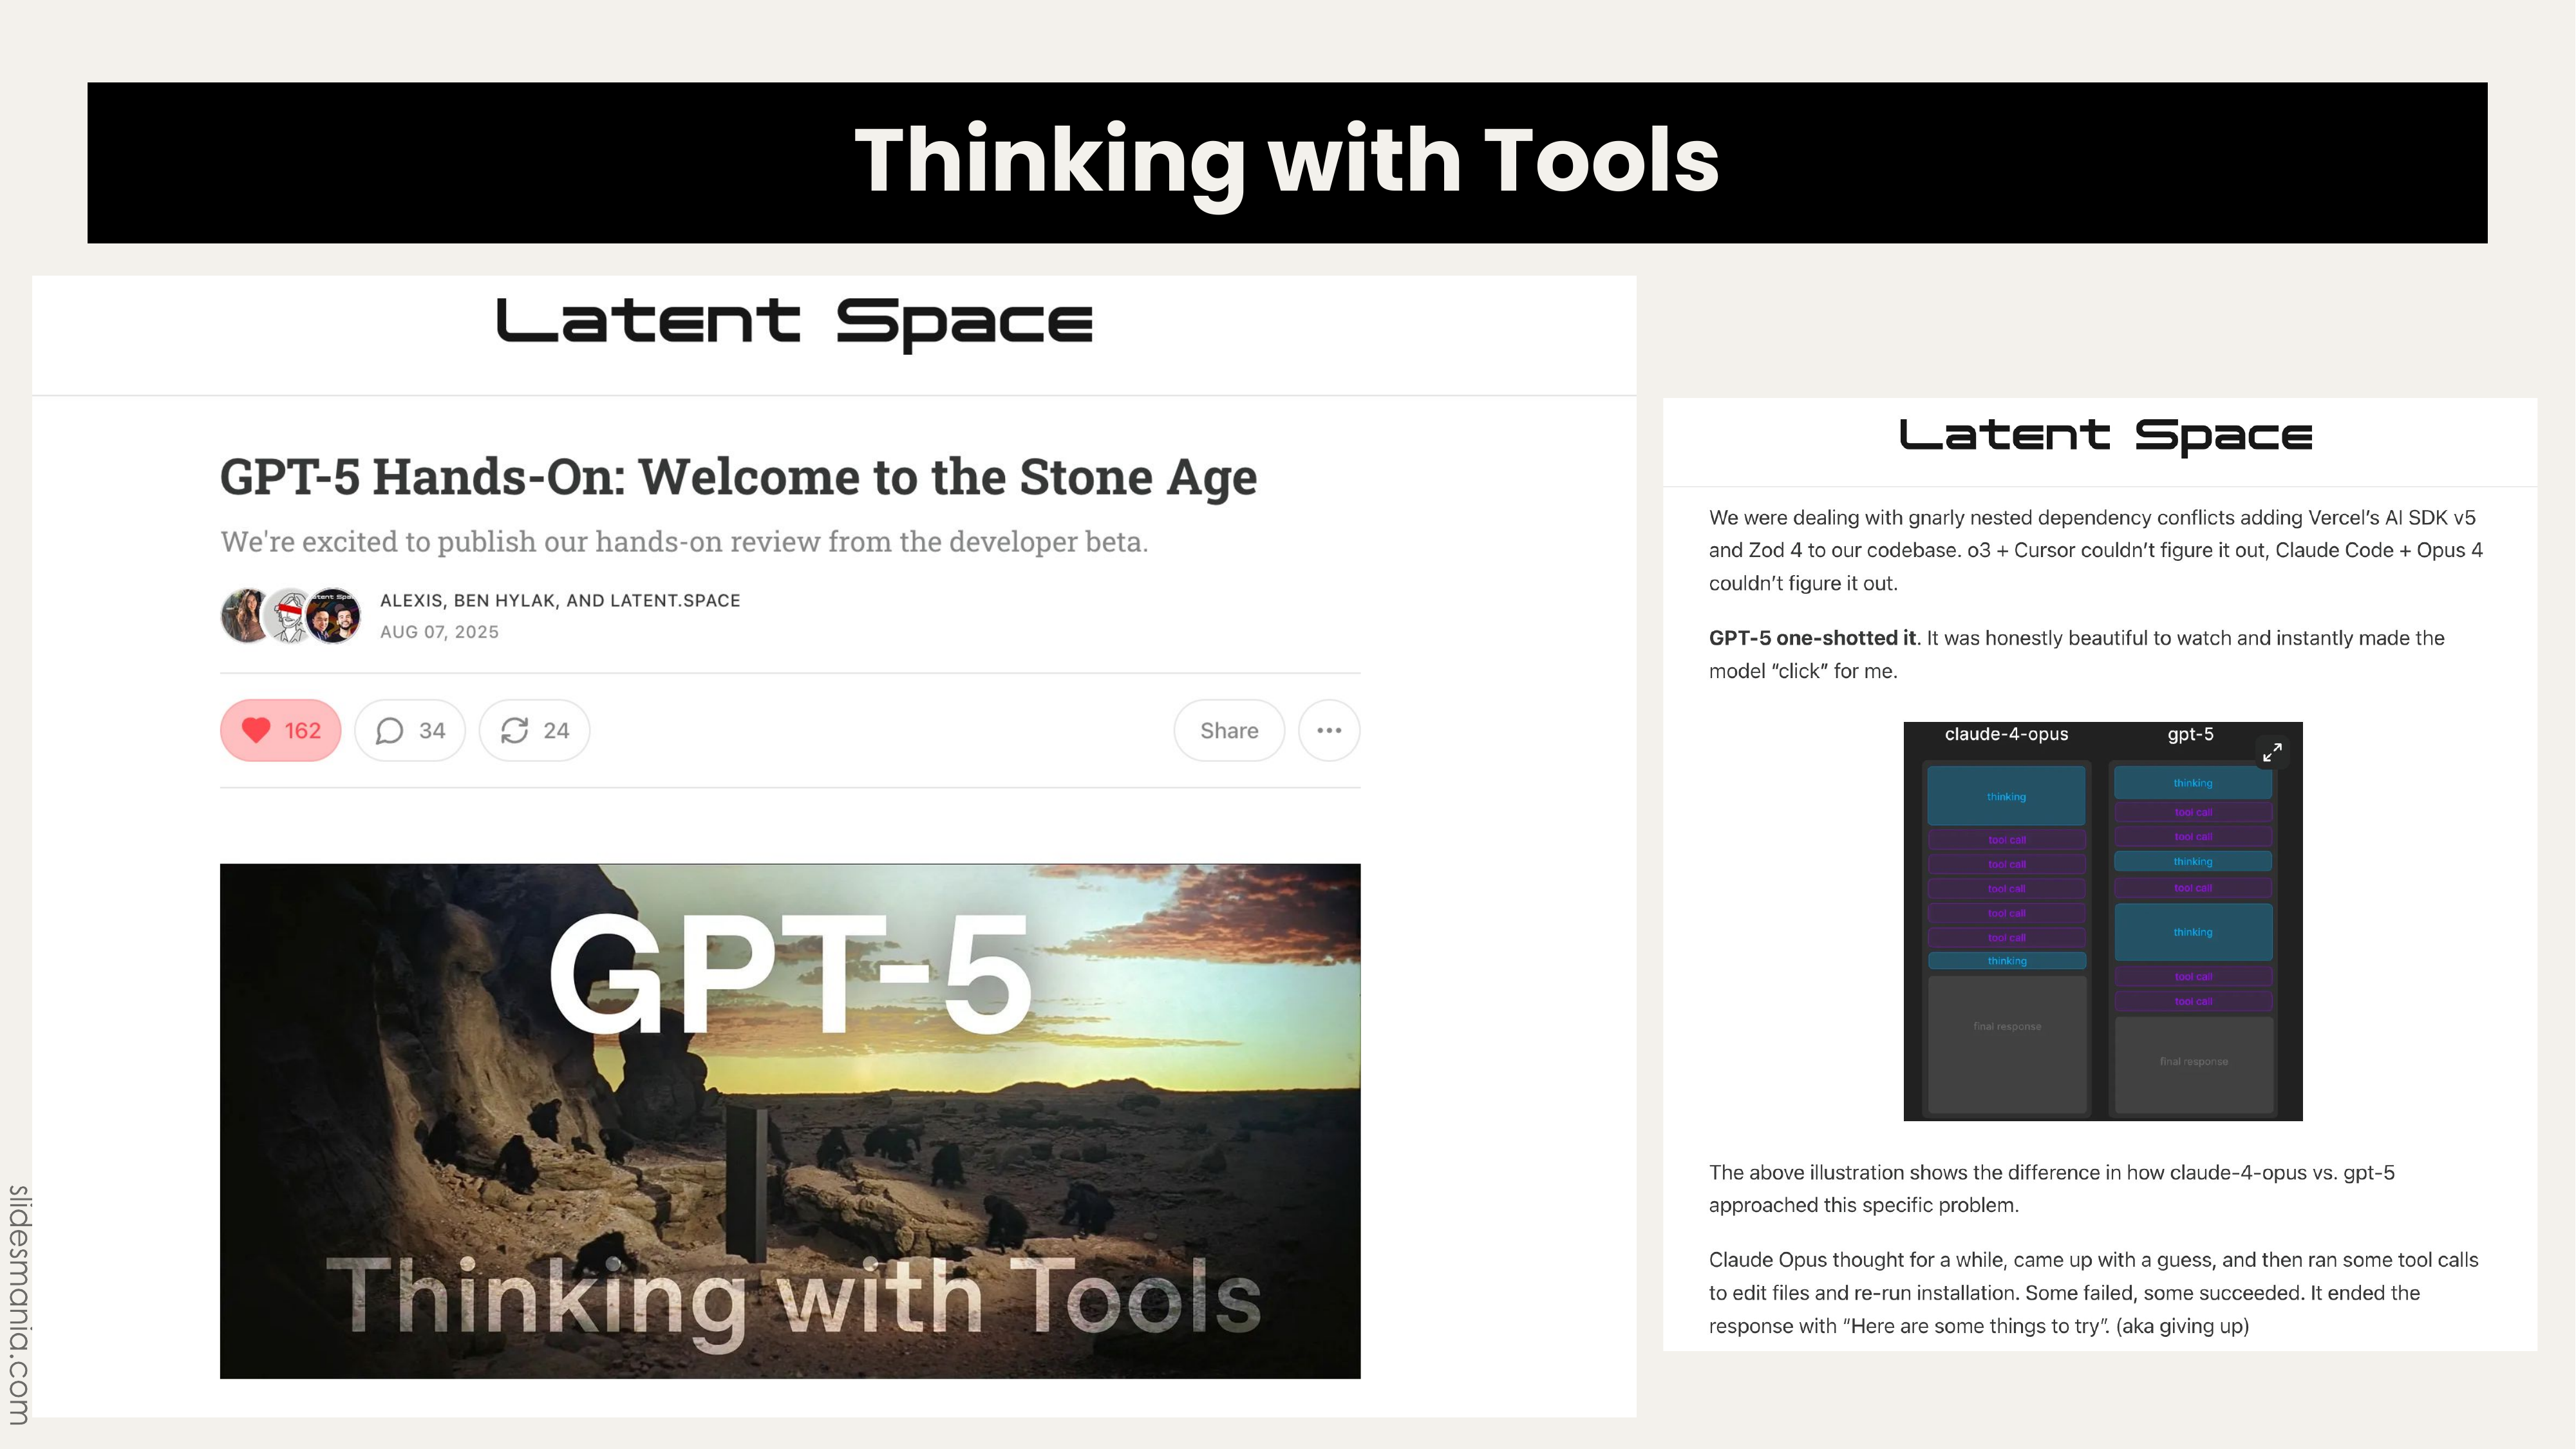 Thinking with Tools
Latent Space
GPT-5 Hands-On: Welcome to the Stone Age
We're excited to publish our hands-on review from the developer beta.
ALEXIS, BEN HYLAK, AND LATENT.SPACE
AUG 07, 2025
162
34
24
Share
GPT-5
Thinking with Tools
Latent Space
We were dealing with gnarly nested dependency conflicts adding Vercel’s AI SDK v5
and Zod 4 to our codebase. o3 + Cursor couldn’t figure it out, Claude Code + Opus 4
couldn’t figure it out.
GPT-5 one-shotted it. It was honestly beautiful to watch and instantly made the
model “click” for me.
claude-4-opus
thinking
tool call
tool call
tool call
tool call
tool call
thinking
final response
gpt-5
thinking
tool call
tool call
thinking
tool call
thinking
tool call
tool call
final response
The above illustration shows the difference in how claude-4-opus vs. gpt-5
approached this specific problem.
Claude Opus thought for a while, came up with a guess, and then ran some tool calls
to edit files and re-run installation. Some failed, some succeeded. It ended the
response with “Here are some things to try”. (aka giving up)
slidesmania.com